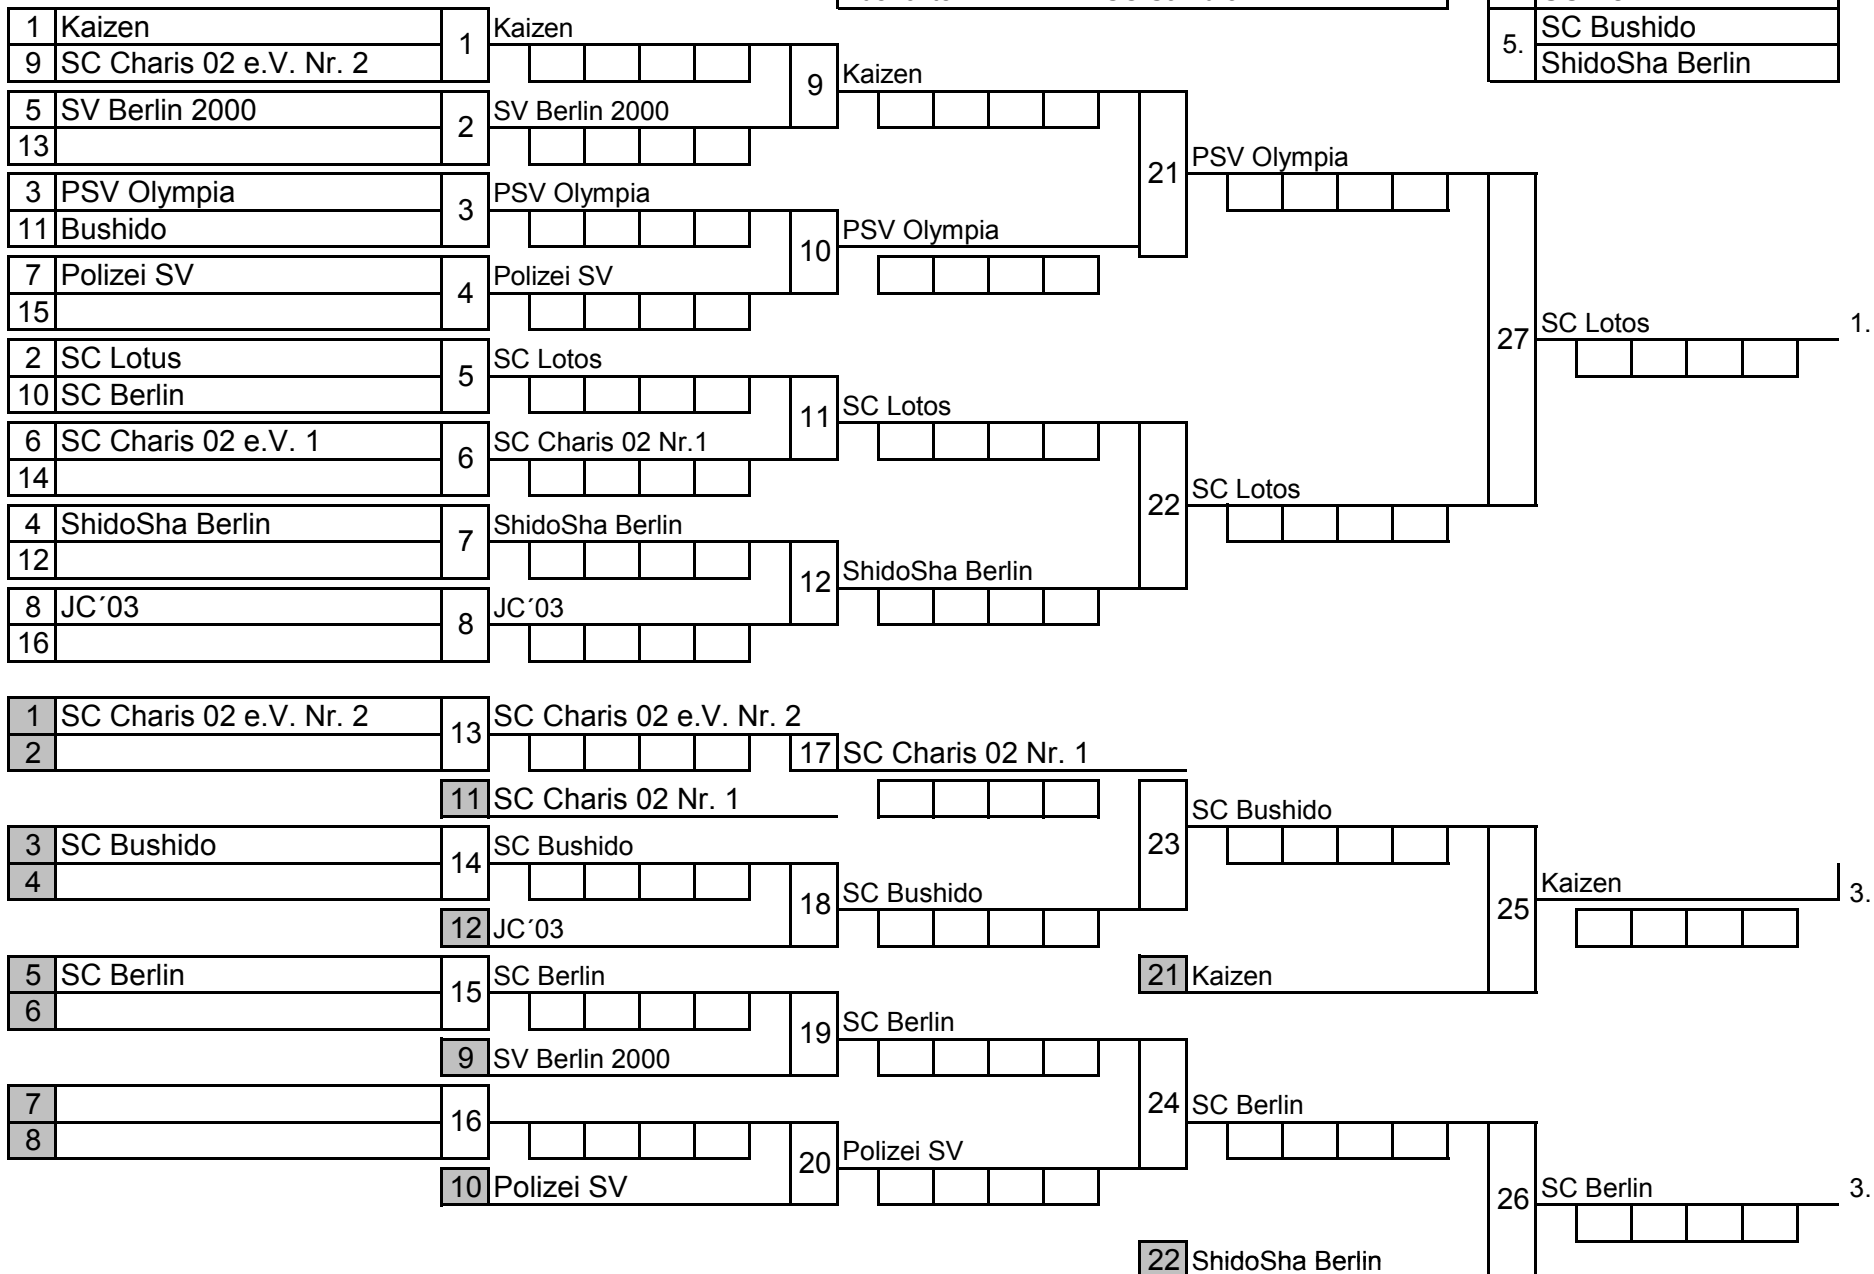 1 Kaizen 1 Kaizen
9 SC Charis 02 e.V. Nr. 2
9 Kaizen
5. SC Bushido
ShidoSha Berlin
5 SV Berlin 2000 2 SV Berlin 2000
13
21 PSV Olympia
3 PSV Olympia 3 PSV Olympia
11 Bushido
10 PSV Olympia
7 Polizei SV 4 Polizei SV
15
27 SC Lotos 1.
2 SC Lotus 5 SC Lotos
10 SC Berlin
11 SC Lotos
6 SC Charis 02 e.V. 1 6 SC Charis 02 Nr.1
14
22 SC Lotos
4 ShidoSha Berlin 7 ShidoSha Berlin
12
12 ShidoSha Berlin
8 JC´03 8 JC´03
16
1 SC Charis 02 e.V. Nr. 2 13 SC Charis 02 e.V. Nr. 2
2
17 SC Charis 02 Nr. 1
11 SC Charis 02 Nr. 1
23 SC Bushido
3 SC Bushido 14 SC Bushido
4
18 SC Bushido
25 Kaizen 3.
12 JC´03
5 SC Berlin 15 SC Berlin
21 Kaizen
6
19 SC Berlin
9 SV Berlin 2000
7 16
24 SC Berlin
8
20 Polizei SV
10 Polizei SV
26 SC Berlin 3.
22 ShidoSha Berlin